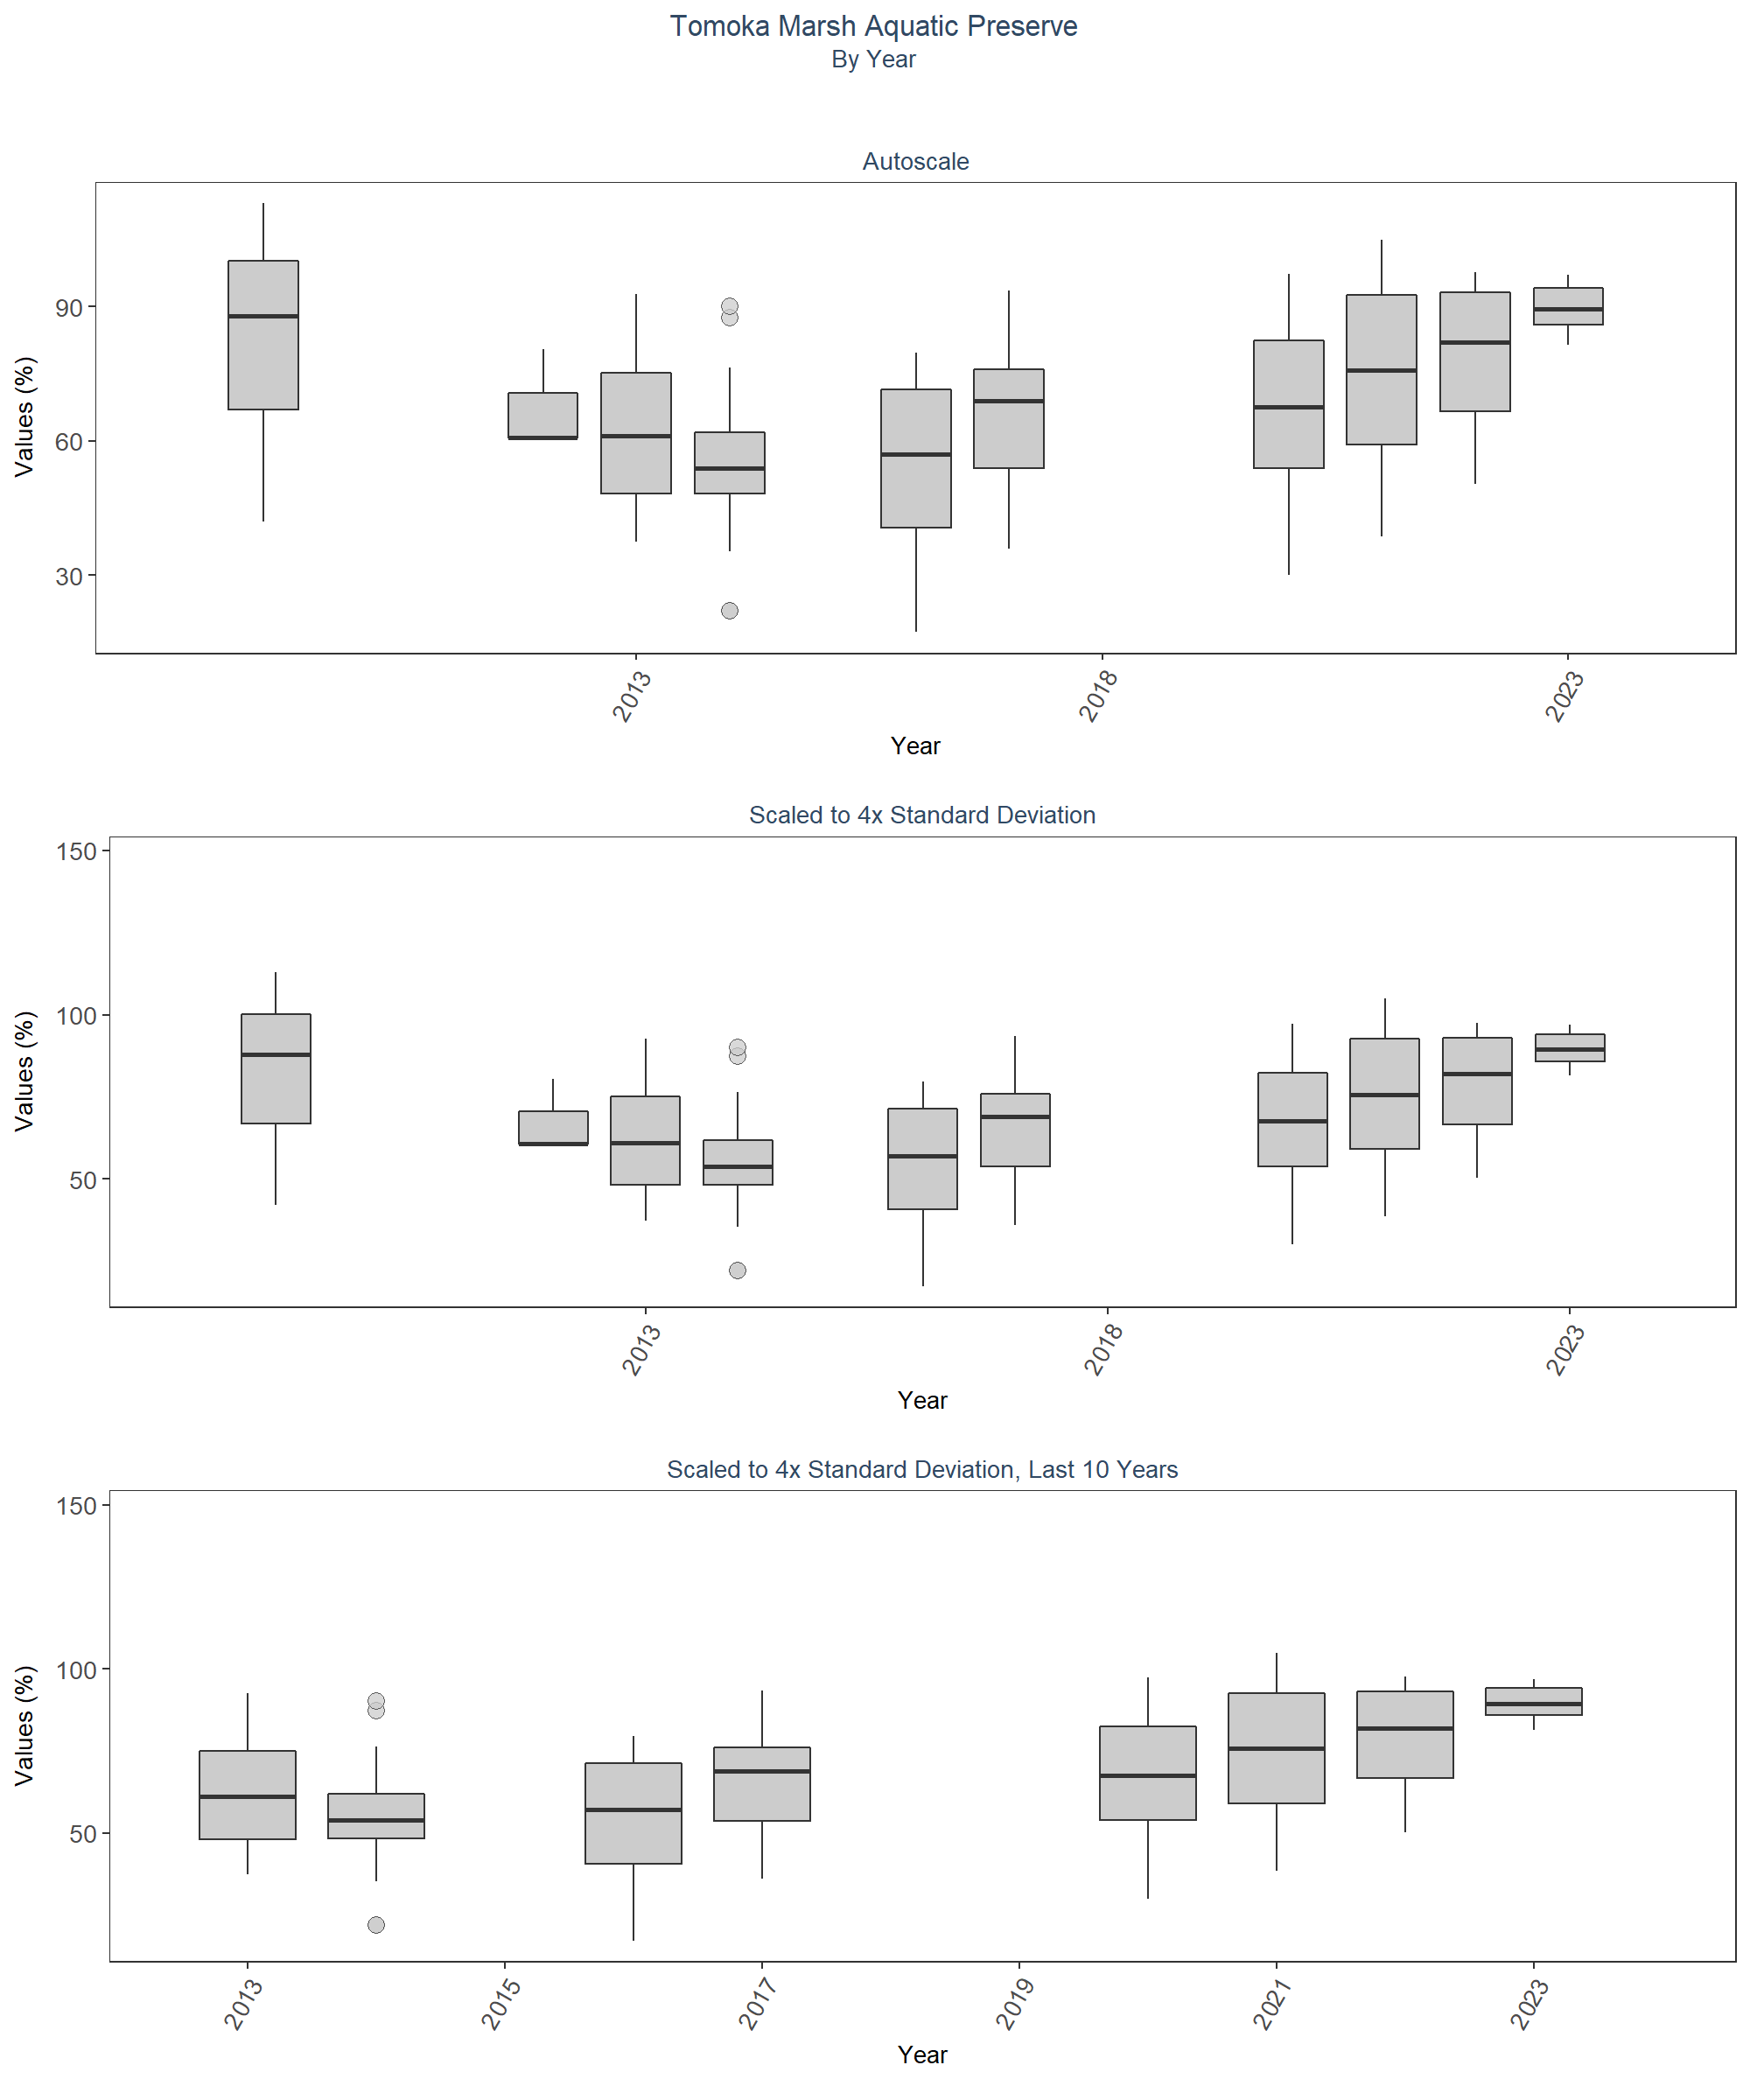 Tomoka Marsh Aquatic Preserve
By Year
Autoscale
Values (%)
90
60
30
2013
2018
2023
Year
Scaled to 4x Standard Deviation
Values (%)
150
100
50
2013
2018
2023
Year
Scaled to 4x Standard Deviation, Last 10 Years
Values (%)
150
100
50
2013
2015
2017
2019
2021
2023
Year